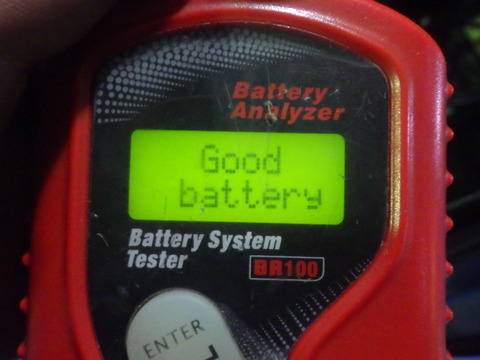 Battery
Analyzer
Good
battery
Battery System
Tester
BR100
ENTER